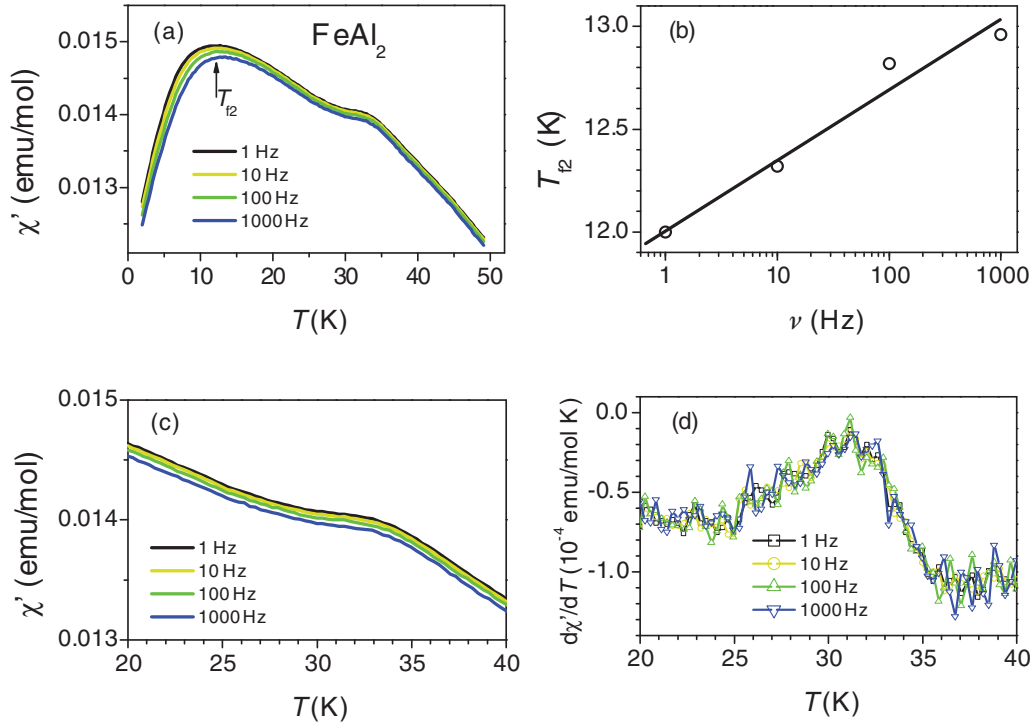 (a)
FeAl2
0.015
0.014
0.013
χ' (emu/mol)
Tf2
1 Hz
10 Hz
100 Hz
1000 Hz
0 10 20 30 40 50
T(K)
(b)
13.0
12.5
12.0
Tf2 (K)
1 10 100 1000
ν (Hz)
(c)
0.015
0.014
0.013
χ' (emu/mol)
1 Hz
10 Hz
100 Hz
1000 Hz
20 25 30 35 40
T(K)
(d)
0.0
-0.5
-1.0
dχ'/dT (10-4 emu/mol K)
1 Hz
10 Hz
100 Hz
1000 Hz
20 25 30 35 40
T(K)